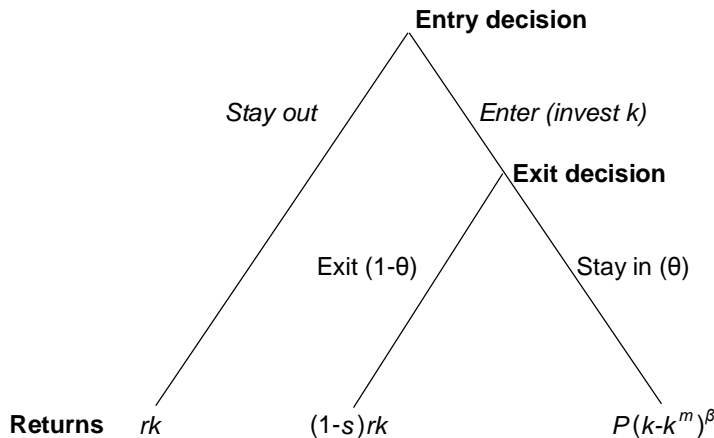 Entry decision
Stay out
Enter (invest k)
Exit decision
Exit (1-θ)
Stay in (θ)
Returns rk (1-s)rk P(k-k^m)^β